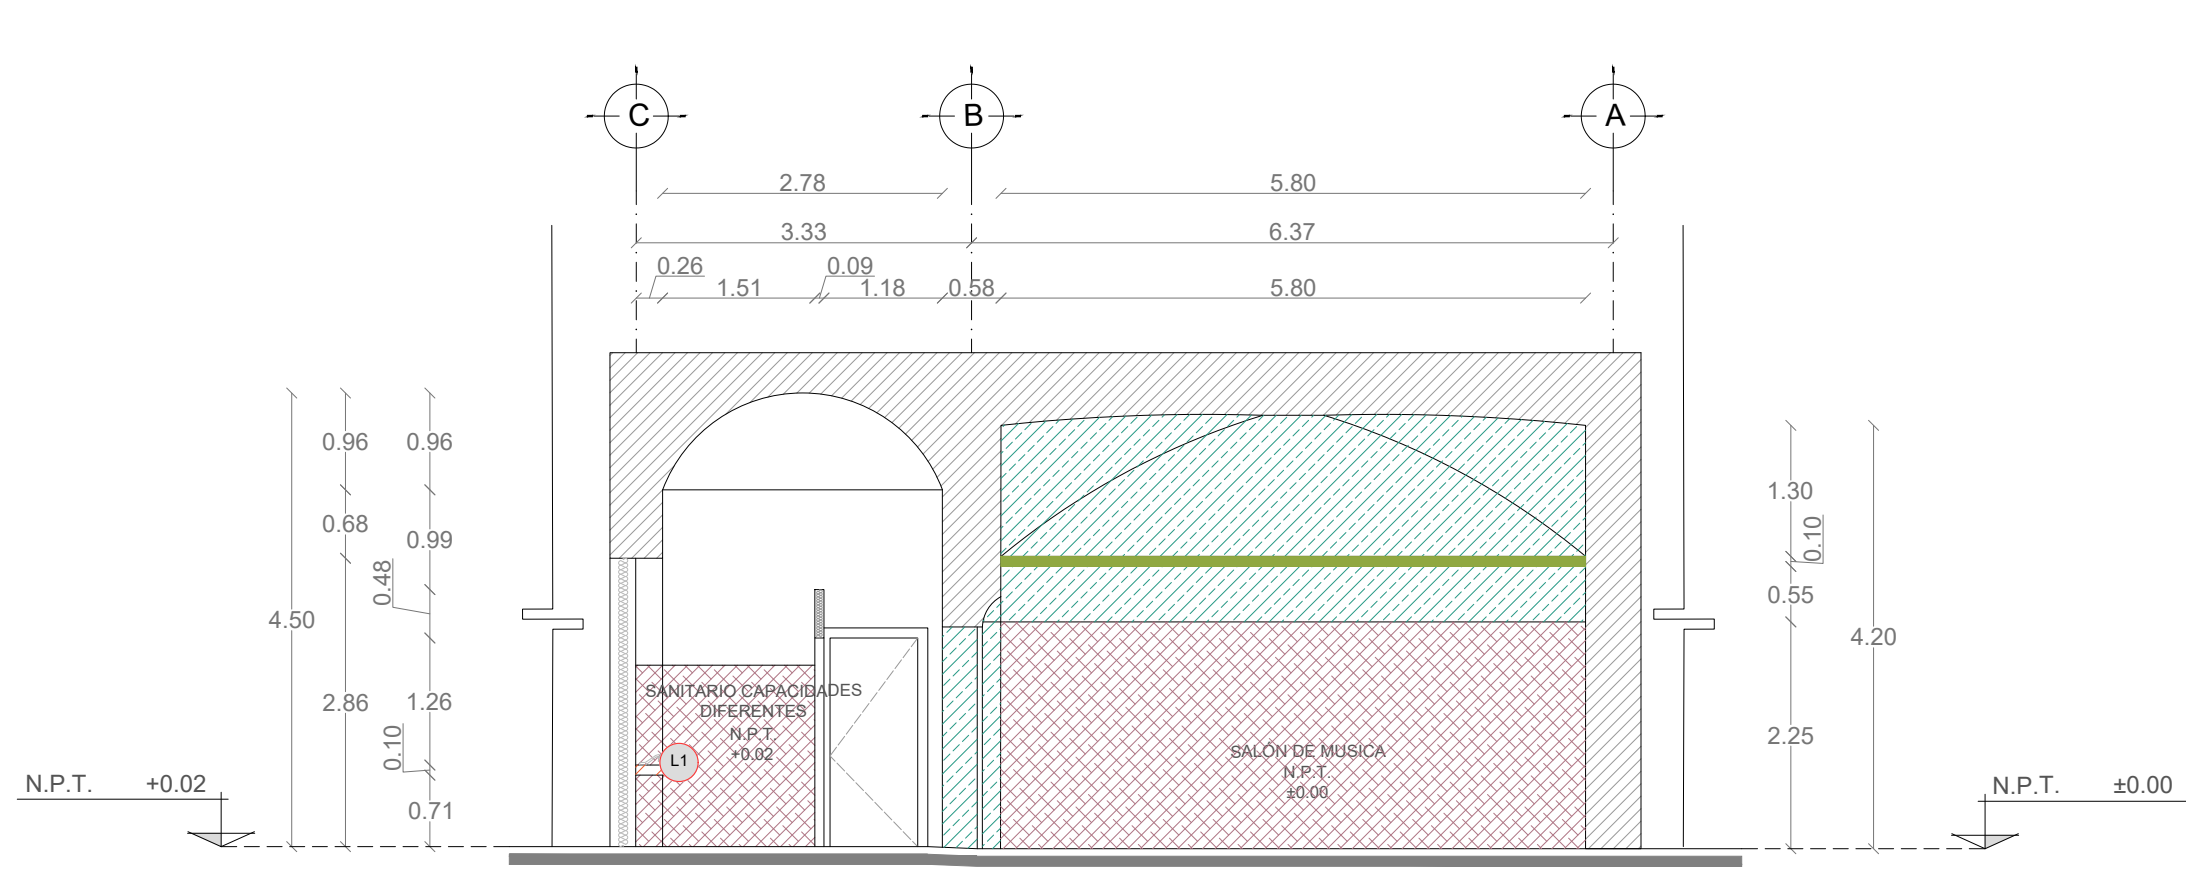 C
B
A
2.78
5.80
3.33
6.37
0.26
0.09
1.51
1.18
0.58
5.80
0.96
0.96
0.68
0.99
0.48
4.50
2.86
1.26
0.10
0.71
1.30
0.10
0.55
4.20
2.25
SANITARIO CAPACIDADES
DIFERENTES
N.P.T.
+0.02
L1
SALÓN DE MUSICA
N.P.T.
±0.00
N.P.T. +0.02
N.P.T. ±0.00